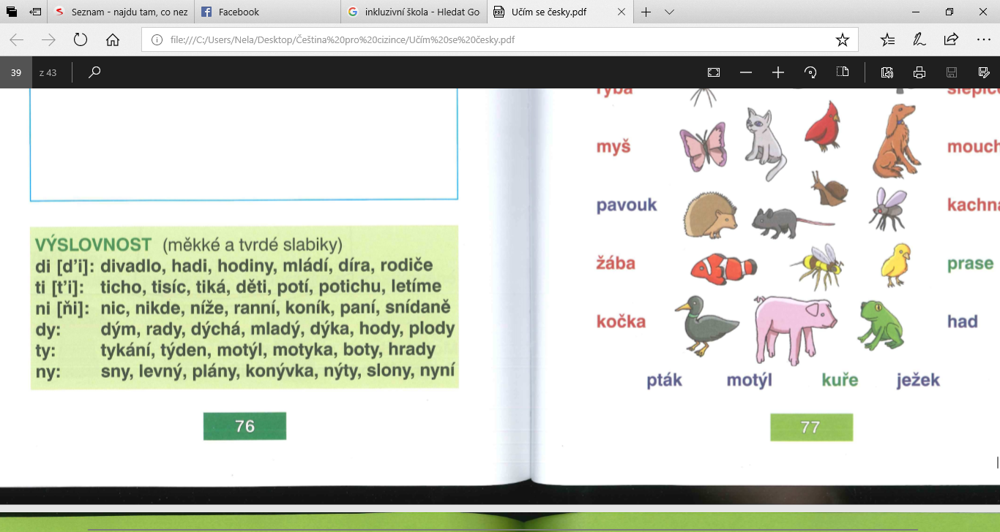 Seznam - najdu tam, co nez
Facebook
inkluzivní škola - Hledat Go
Učím se česky.pdf
file:///C:/Users/Nela/Desktop/Čeština%20pro%20cizince/Učím%20se%20česky.pdf
39 z 43
VÝSLOVNOST (měkké a tvrdé slabiky)
di [ďi]: divadlo, hadi, hodiny, mládí, díra, rodiče
ti [ťi]: ticho, tisíc, tiká, děti, potí, potichu, letíme
ni [ňi]: nic, nikde, níže, ranní, koník, paní, snídaně
dy: dým, rady, dýchá, mladý, dýka, hody, plody
ty: tykání, týden, motýl, motyka, boty, hrady
ny: sny, levný, plány, konývka, nýty, slony, nyní
76
ryba
myš
pavouk
žába
kočka
slepic
mouch
kachna
prase
had
pták motýl kuře ježek
77